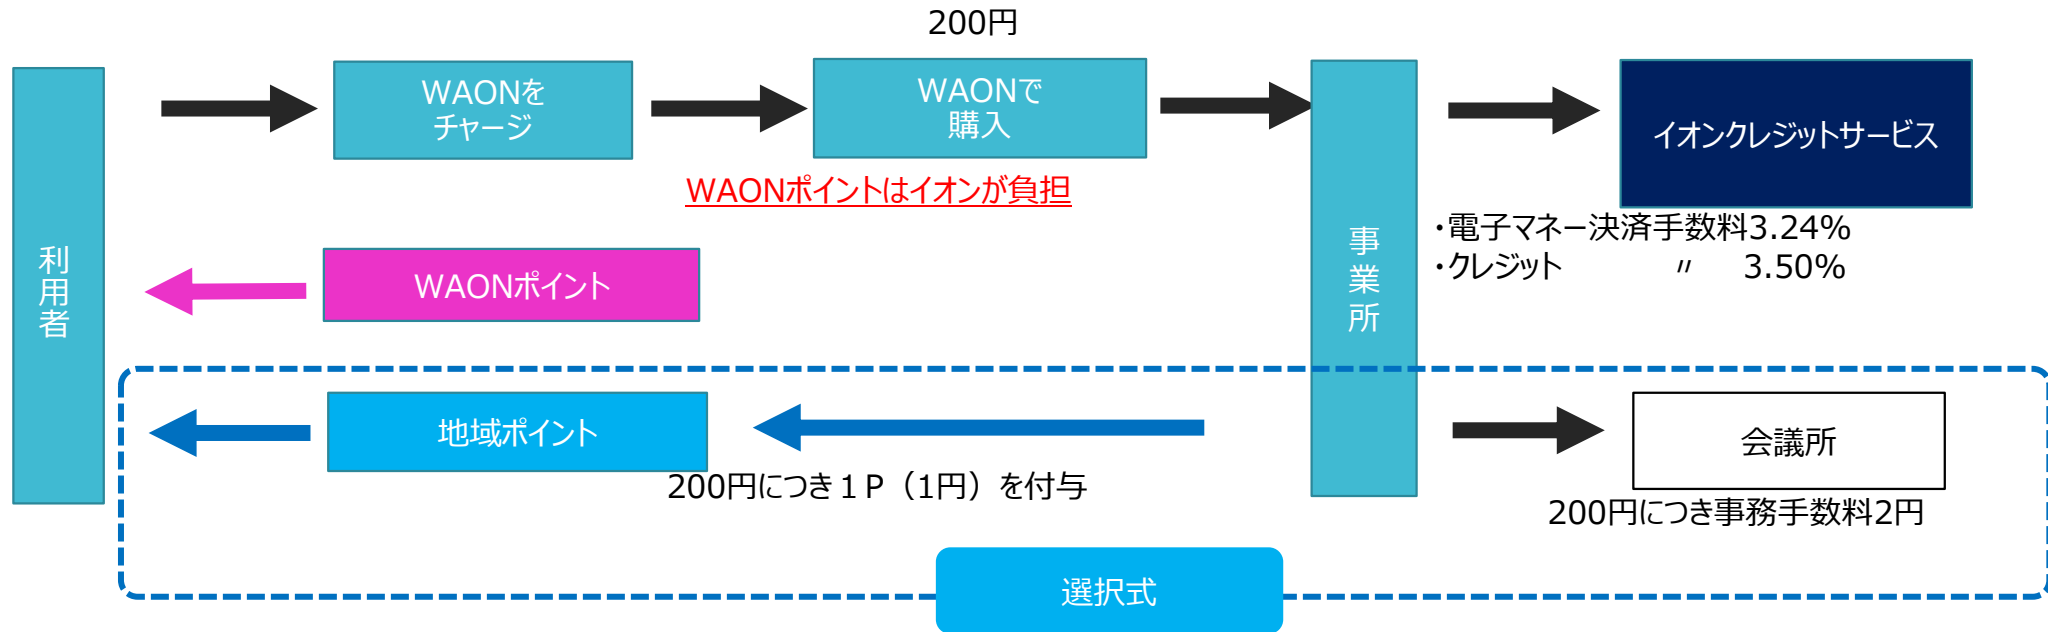 200円
WAONを
チャージ
WAONで
購入
イオンクレジットサービス
WAONポイントはイオンが負担
・電子マネー決済手数料3.24%
・クレジット 〃 3.50%
利用者
事業所
WAONポイント
地域ポイント
会議所
200円につき１P（1円）を付与
200円につき事務手数料2円
選択式